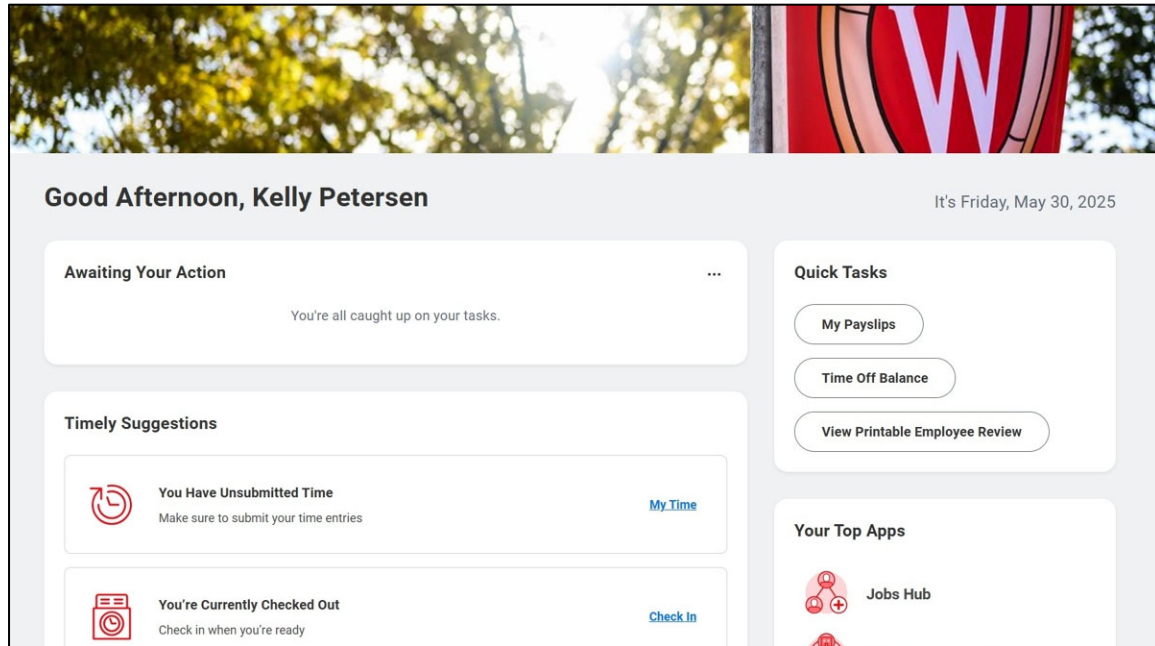 W
Good Afternoon, Kelly Petersen
It's Friday, May 30, 2025
Awaiting Your Action
...
You're all caught up on your tasks.
Timely Suggestions
You Have Unsubmitted Time
Make sure to submit your time entries
My Time
You're Currently Checked Out
Check in when you're ready
Check In
Quick Tasks
My Payslips
Time Off Balance
View Printable Employee Review
Your Top Apps
Jobs Hub